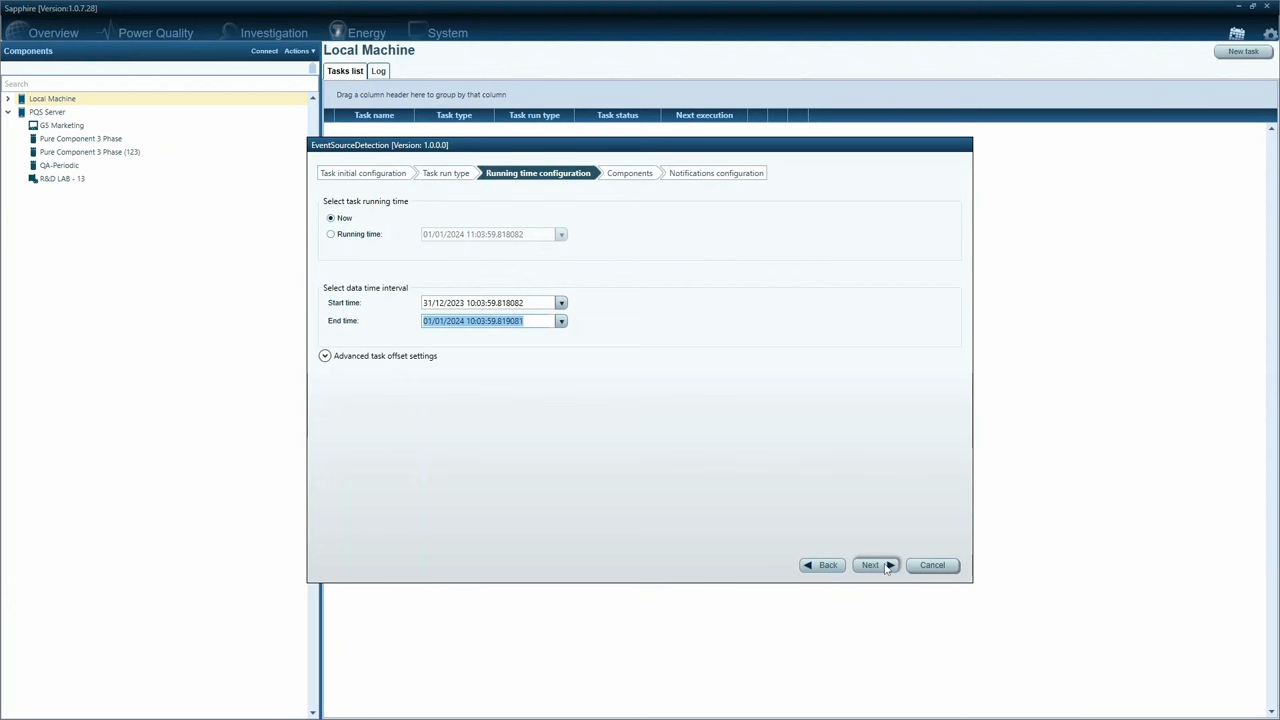 Sapphire [Version:1.0.7.28]
Overview Power Quality Investigation Energy System
Components Connect Actions
Local Machine
New task
Search
Tasks list Log
Drag a column header here to group by that column
Task name Task type Task run type Task status Next execution
Local Machine
PQS Server
G5 Marketing
Pure Component 3 Phase
Pure Component 3 Phase (123)
QA-Periodic
R&D LAB - 13
EventSourceDetection [Version: 1.0.0.0]
Task initial configuration Task run type Running time configuration Components Notifications configuration
Select task running time
Now
Running time: 01/01/2024 11:03:59.818082
Select data time interval
Start time: 31/12/2023 10:03:59.818082
End time: 01/01/2024 10:03:59.819081
Advanced task offset settings
Back Next Cancel